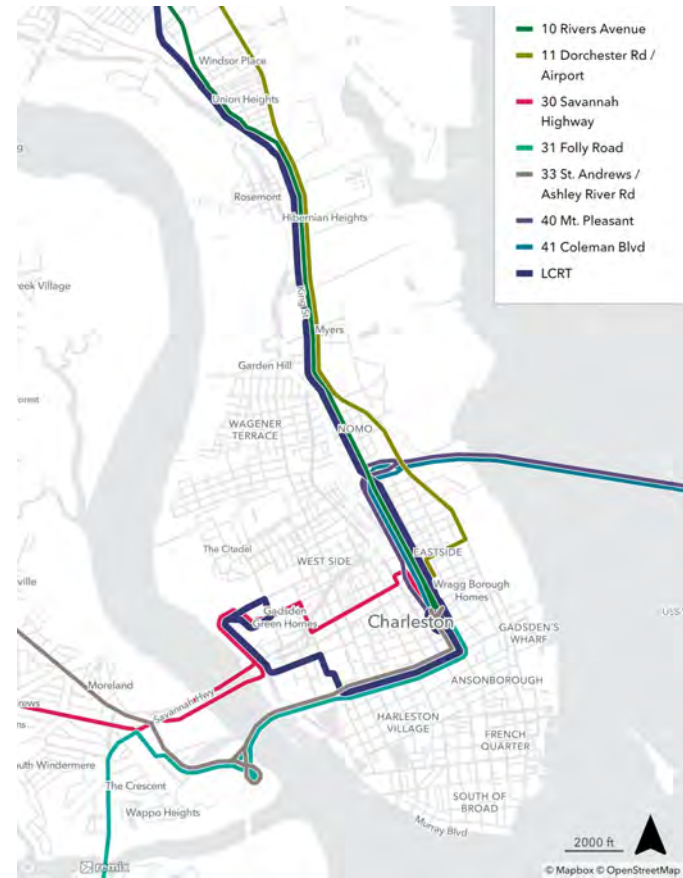 10 Rivers Avenue
11 Dorchester Rd /
Airport
30 Savannah
Highway
31 Folly Road
33 St. Andrews /
Ashley River Rd
40 Mt. Pleasant
41 Coleman Blvd
LCRT
Windsor Place
Union Heights
Rosemont
Hibernian Heights
eek Village
King St
Myers
Garden Hill
WAGENER
TERRACE
NOMO
The Citadel
WEST SIDE
EASTSIDE
Wragg Borough
Homes
Gadsden
Green Homes
Charleston
GADSDEN'S
WHARF
USS
ville
Moreland
ANSONBOROUGH
Savannah Hwy
HARLESTON
VILLAGE
FRENCH
QUARTER
uth Windermere
The Crescent
Wappo Heights
SOUTH OF
BROAD
Murray Blvd
2000 ft
remix
© Mapbox © OpenStreetMap